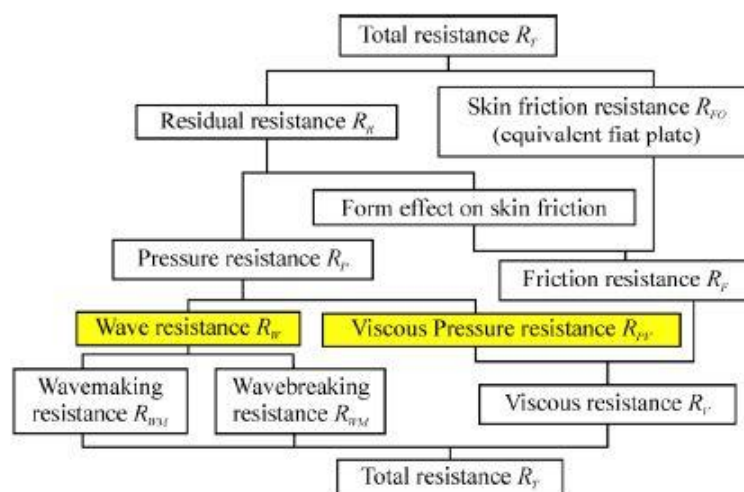 Total resistance R_T
Residual resistance R_R
Skin friction resistance R_FO
(equivalent fiat plate)
Form effect on skin friction
Pressure resistance R_P
Friction resistance R_F
Wave resistance R_W
Viscous Pressure resistance R_PV
Wavemaking
resistance R_WM
Wavebreaking
resistance R_WM
Viscous resistance R_V
Total resistance R_T